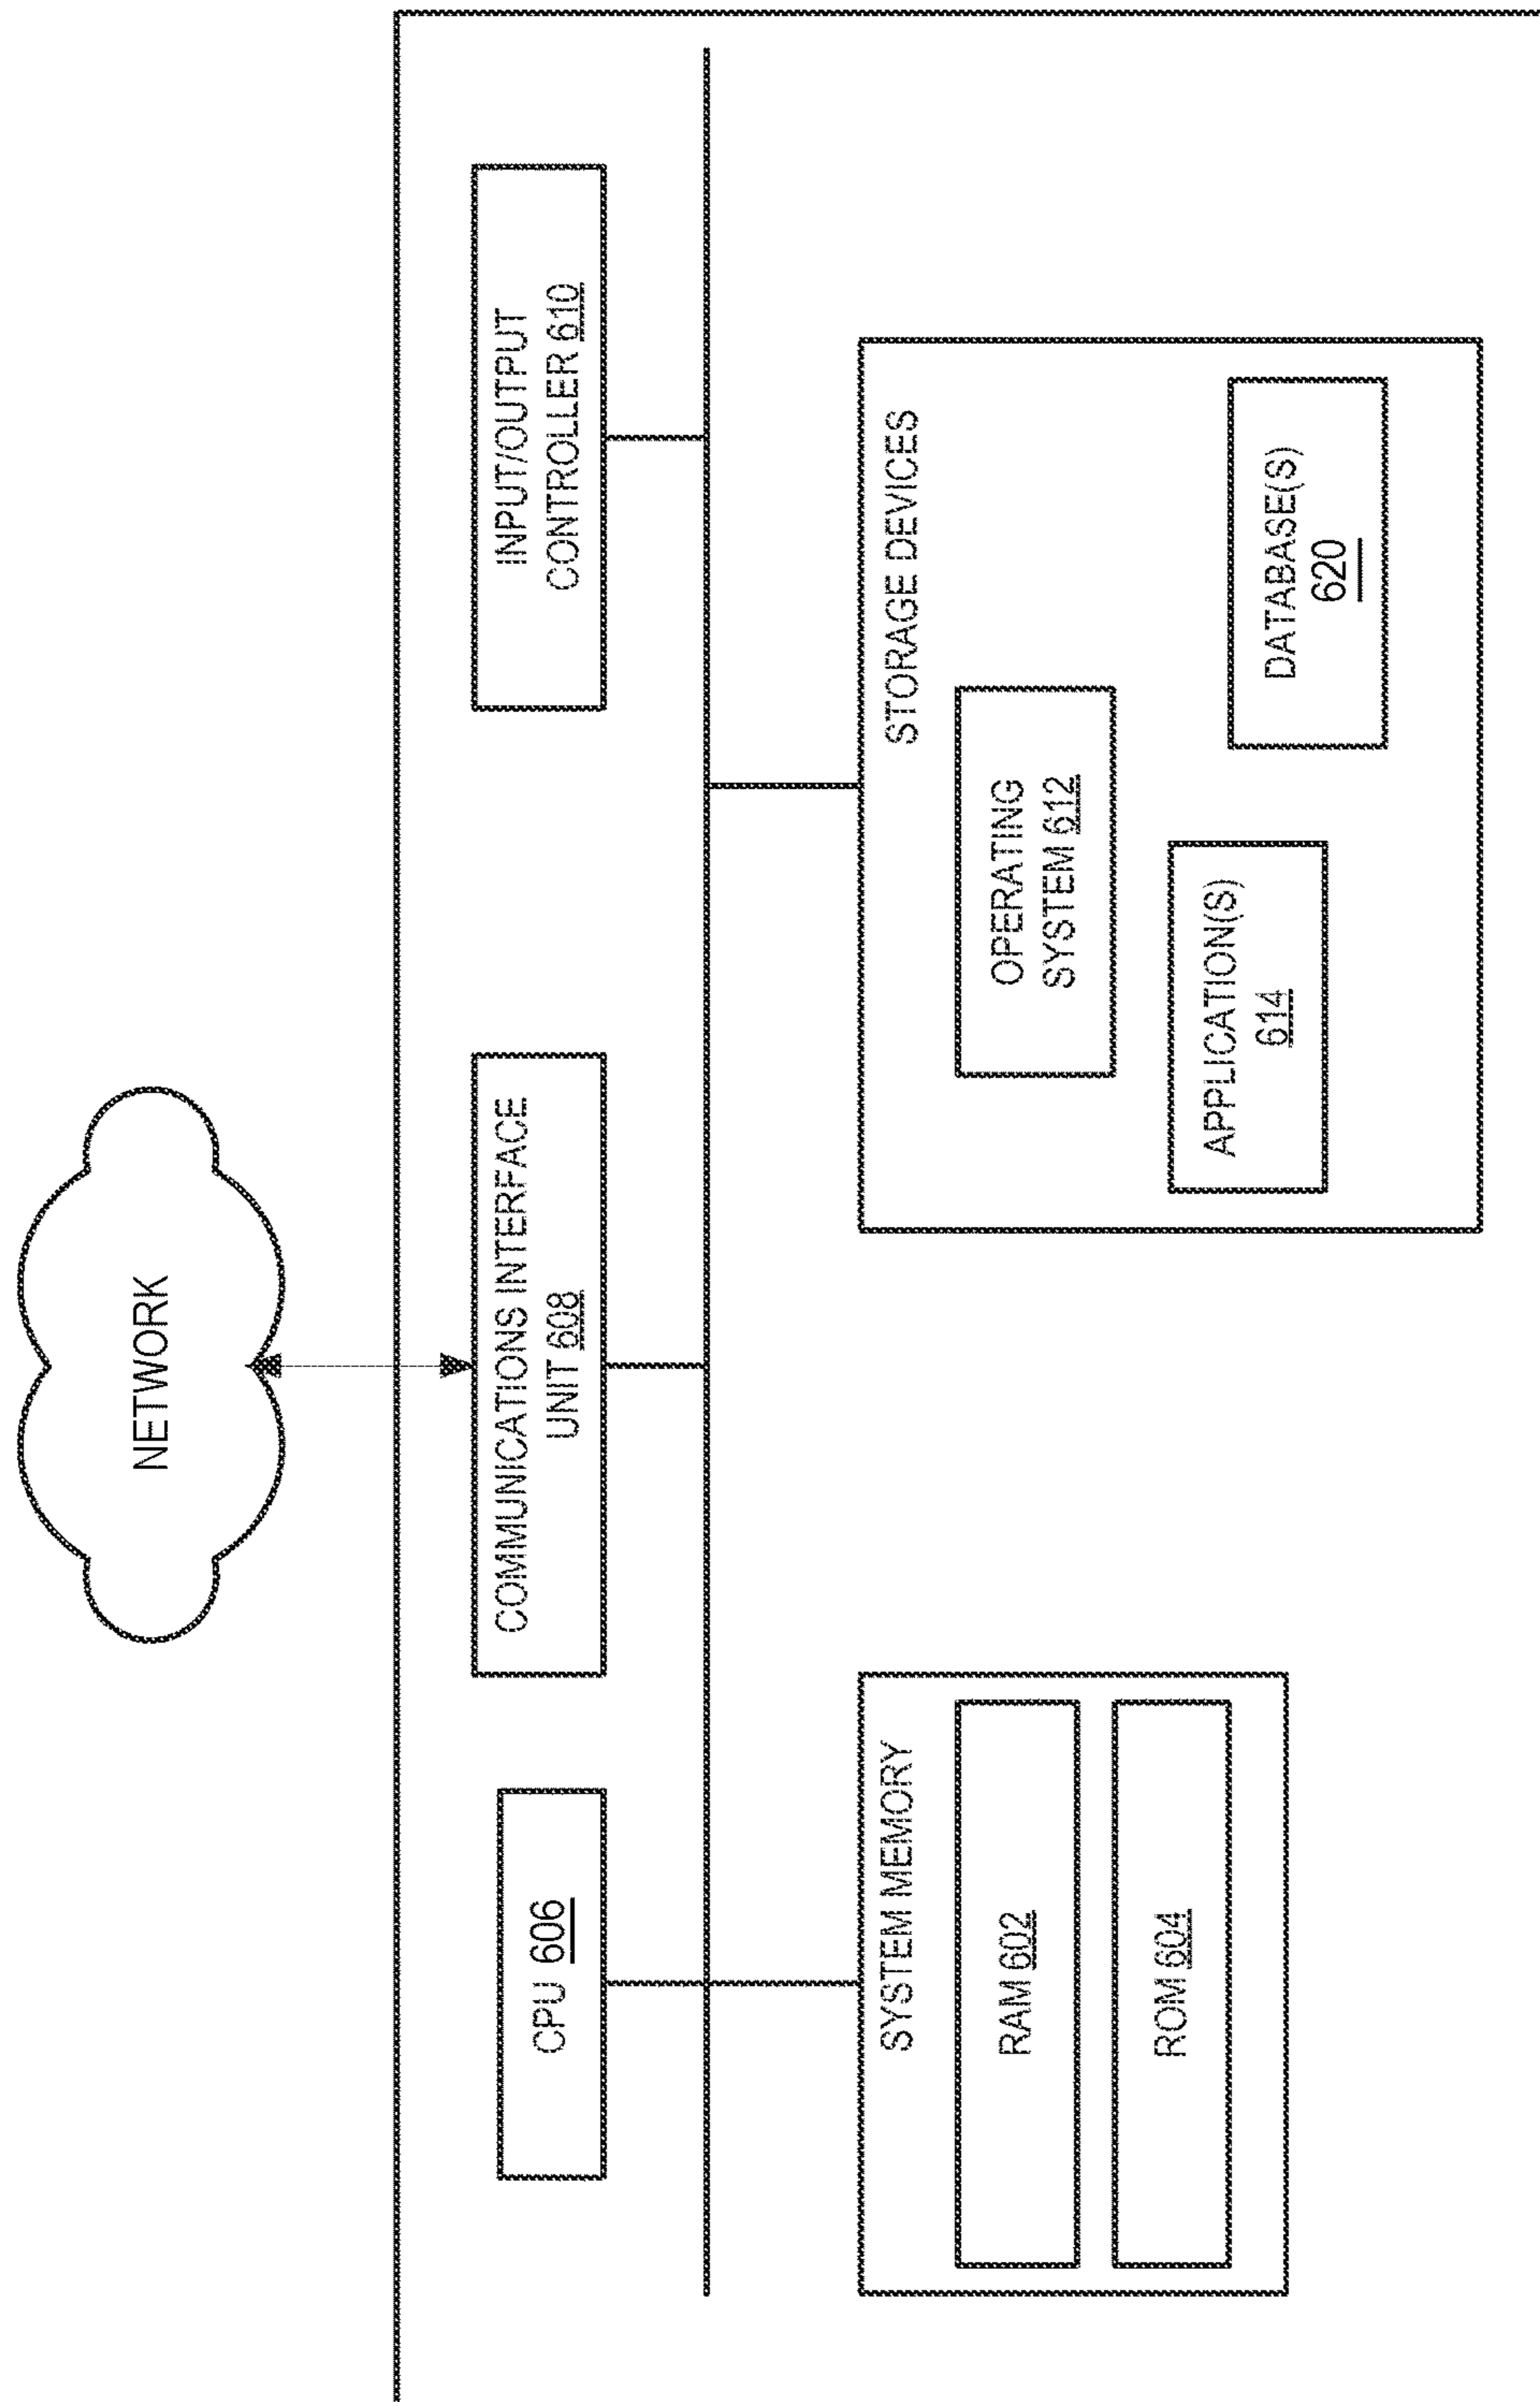 NETWORK
CPU 606
COMMUNICATIONS INTERFACE
UNIT 608
INPUT/OUTPUT
CONTROLLER 610
SYSTEM MEMORY
RAM 602
ROM 604
STORAGE DEVICES
OPERATING
SYSTEM 612
APPLICATION(S)
614
DATABASE(S)
620